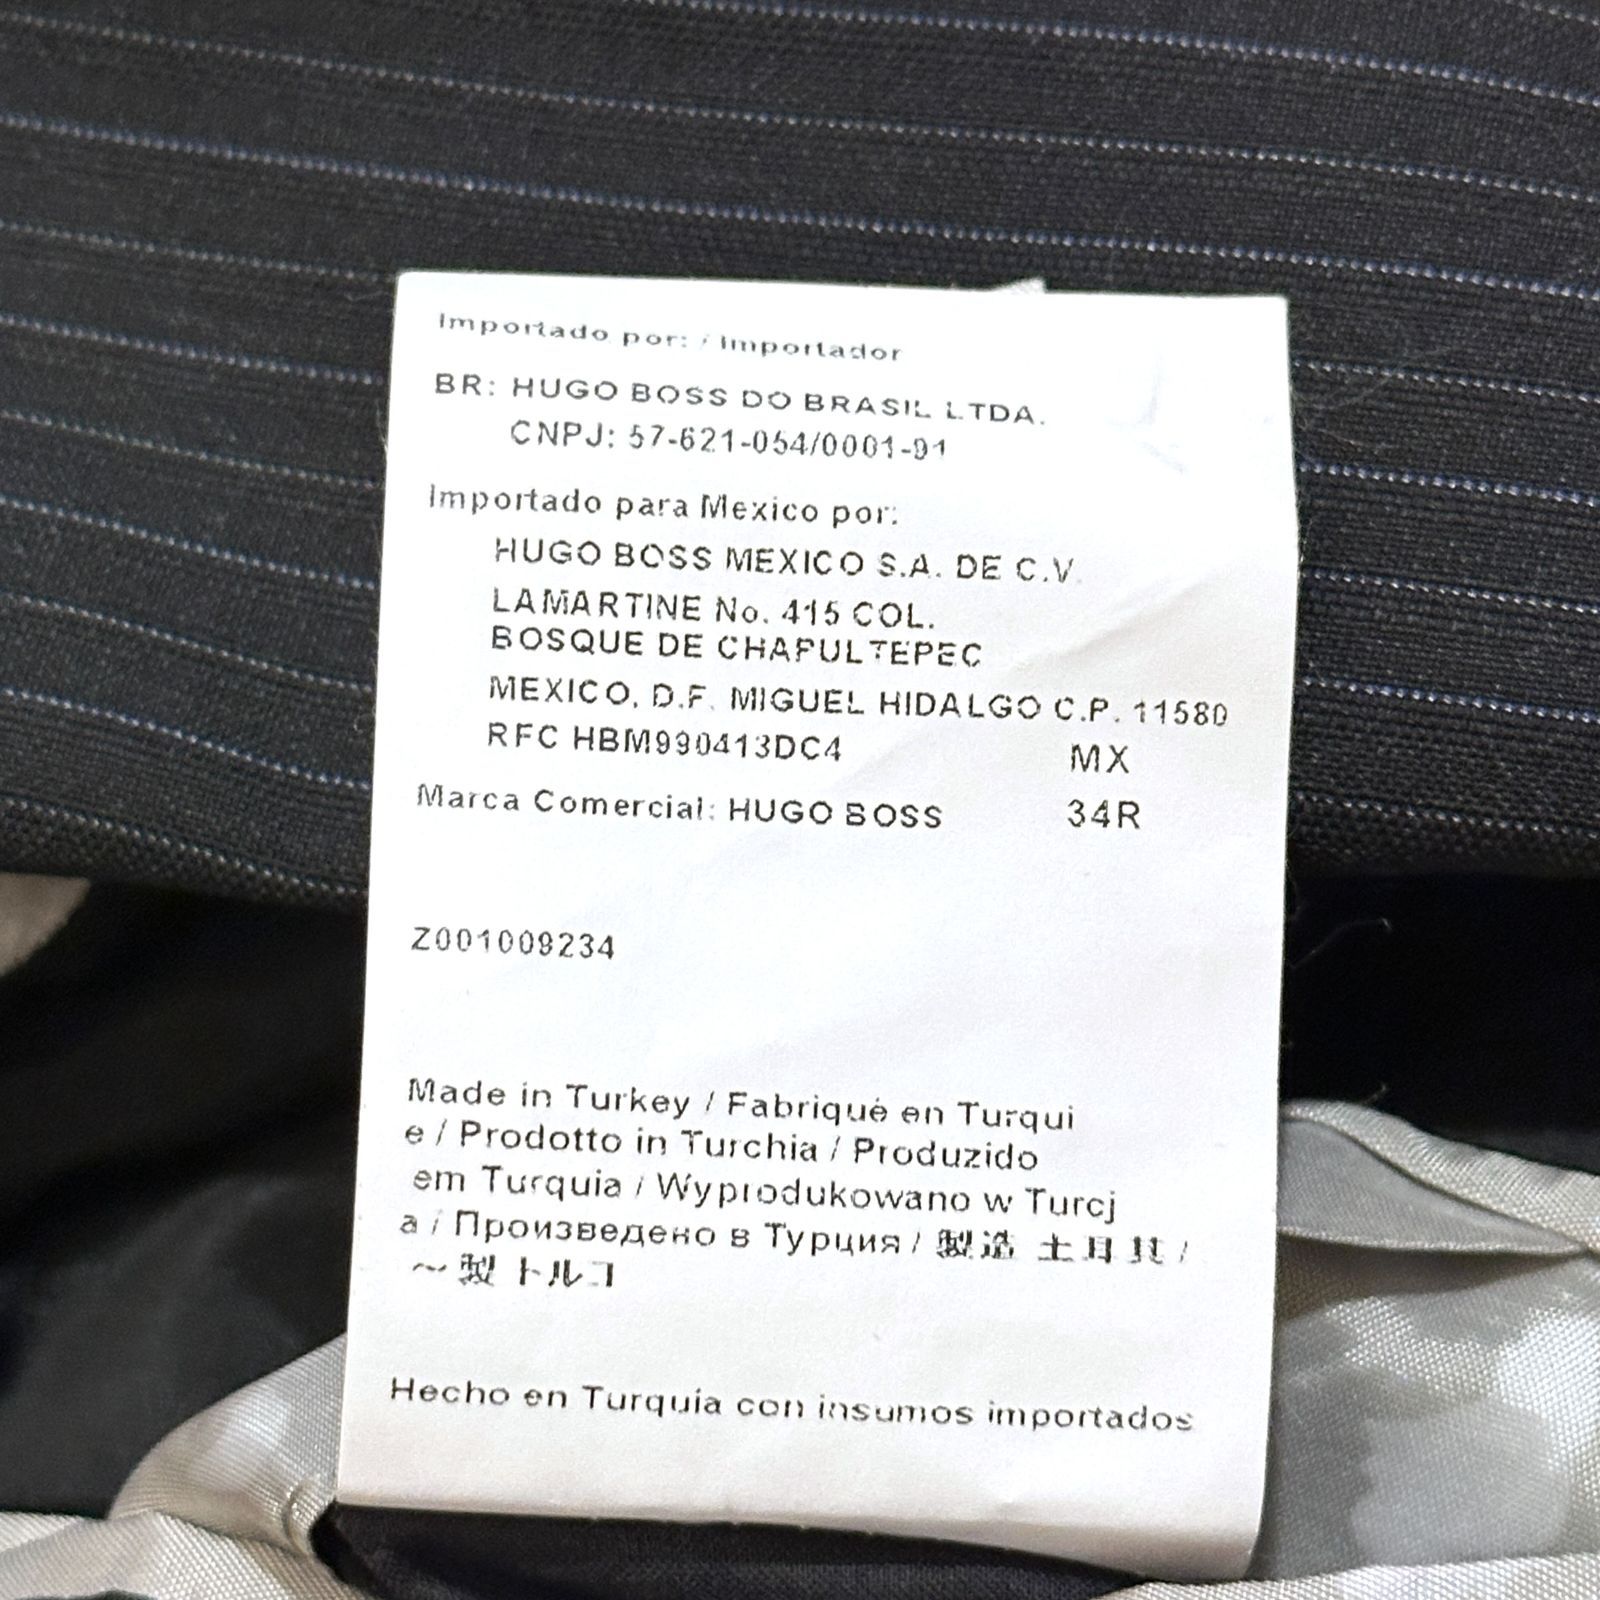 Importado por: / Importador
BR: HUGO BOSS DO BRASIL LTDA.
CNPJ: 57-621-054/0001-91
Importado para Mexico por:
HUGO BOSS MEXICO S.A. DE C.V.
LAMARTINE No. 415 COL.
BOSQUE DE CHAPULTEPEC
MEXICO, D.F. MIGUEL HIDALGO C.P. 11580
RFC HBM990413DC4 MX
Marca Comercial: HUGO BOSS 34R
Z001009234
Made in Turkey / Fabriqué en Turqui
e / Prodotto in Turchia / Produzido
em Turquia / Wyprodukowano w Turcj
a / Произведено в Турция / 製造 土耳其 /
〜製 トルコ
Hecho en Turquía con insumos importados